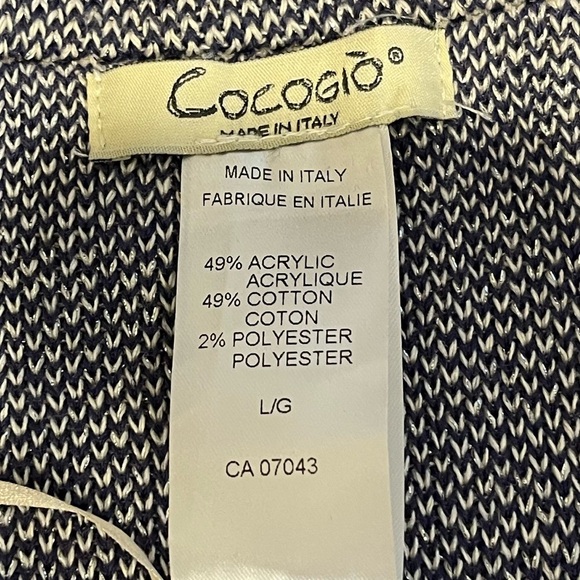 COCOGIÒ®
MADE IN ITALY
MADE IN ITALY
FABRIQUE EN ITALIE
49% ACRYLIC
ACRYLIQUE
49% COTTON
COTON
2% POLYESTER
POLYESTER
L/G
CA 07043